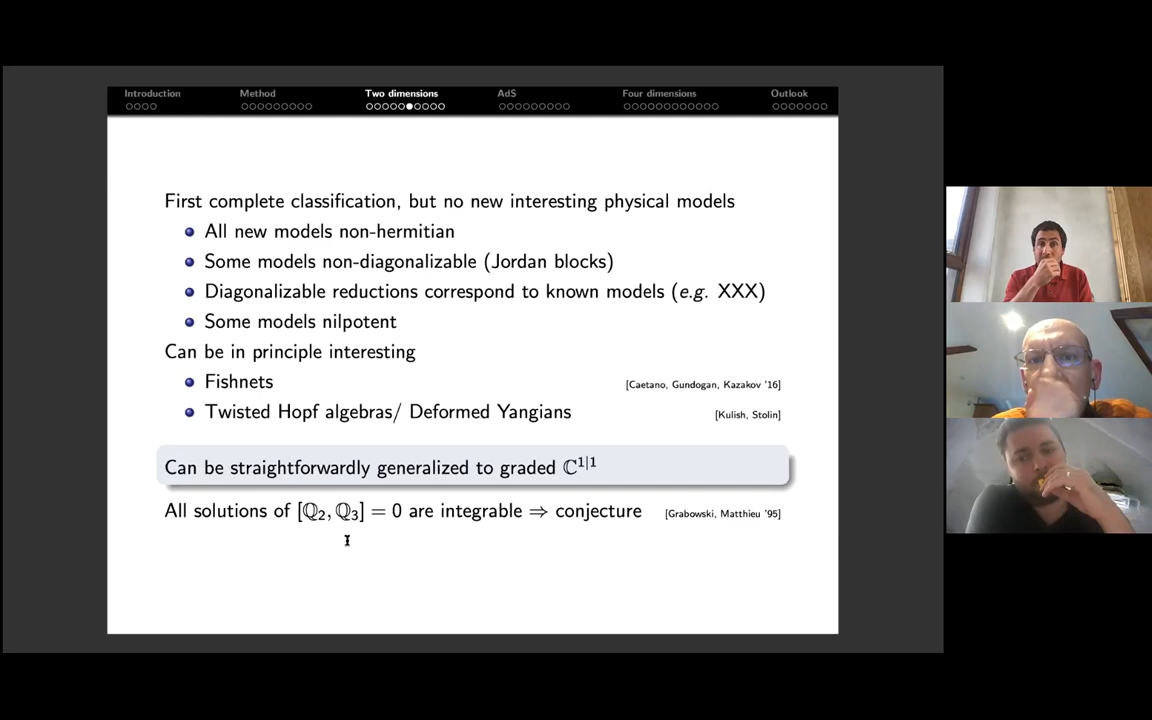 Introduction Method Two dimensions AdS Four dimensions Outlook
First complete classification, but no new interesting physical models
All new models non-hermitian
Some models non-diagonalizable (Jordan blocks)
Diagonalizable reductions correspond to known models (e.g. XXX)
Some models nilpotent
Can be in principle interesting
Fishnets [Caetano, Gundogan, Kazakov '16]
Twisted Hopf algebras/ Deformed Yangians [Kulish, Stolin]
Can be straightforwardly generalized to graded ℂ^{1|1}
All solutions of [ℚ₂, ℚ₃] = 0 are integrable ⇒ conjecture [Grabowski, Matthieu '95]